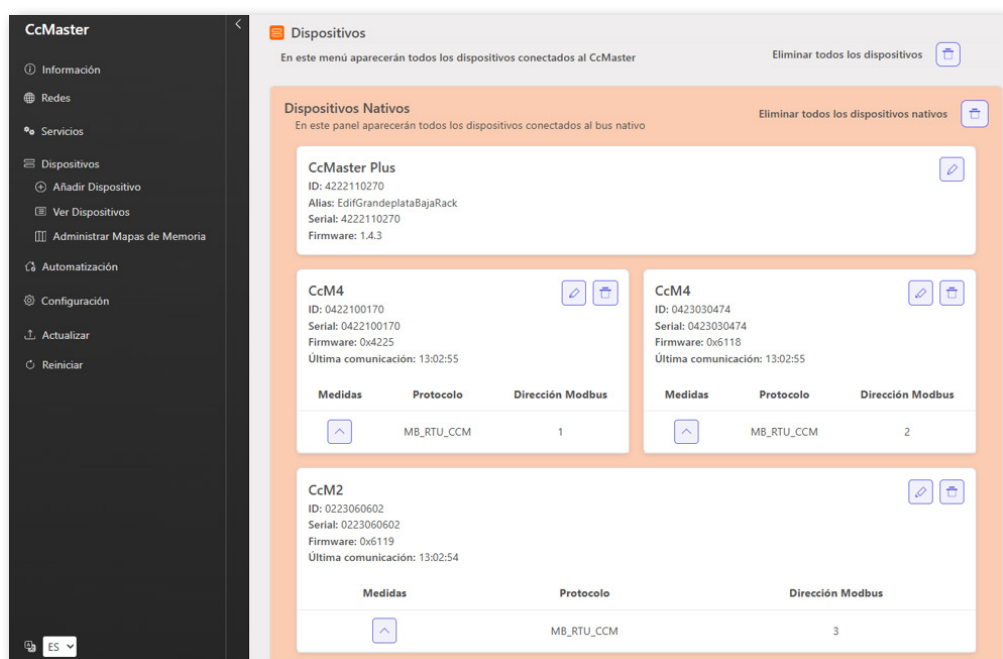 CcMaster
Información
Redes
Servicios
Dispositivos
Añadir Dispositivo
Ver Dispositivos
Administrar Mapas de Memoria
Automatización
Configuración
Actualizar
Reiniciar
ES
Dispositivos
En este menú aparecerán todos los dispositivos conectados al CcMaster
Eliminar todos los dispositivos
Dispositivos Nativos
En este panel aparecerán todos los dispositivos conectados al bus nativo
Eliminar todos los dispositivos nativos
CcMaster Plus
ID: 4222110270
Alias: EdifGrandeplataBajaRack
Serial: 4222110270
Firmware: 1.4.3
CcM4
ID: 0422100170
Serial: 0422100170
Firmware: 0x4225
Última comunicación: 13:02:55
Medidas Protocolo Dirección Modbus
MB_RTU_CCM 1
CcM4
ID: 0423030474
Serial: 0423030474
Firmware: 0x6118
Última comunicación: 13:02:55
Medidas Protocolo Dirección Modbus
MB_RTU_CCM 2
CcM2
ID: 0223060602
Serial: 0223060602
Firmware: 0x6119
Última comunicación: 13:02:54
Medidas Protocolo Dirección Modbus
MB_RTU_CCM 3